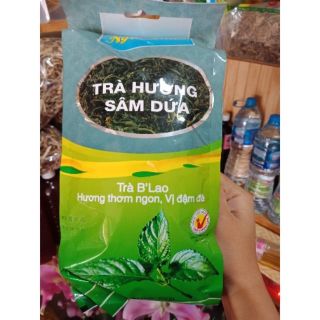 TRÀ HƯƠNG
SÂM DỨA
Trà B'Lao
Hương thơm ngon, Vị đậm đà